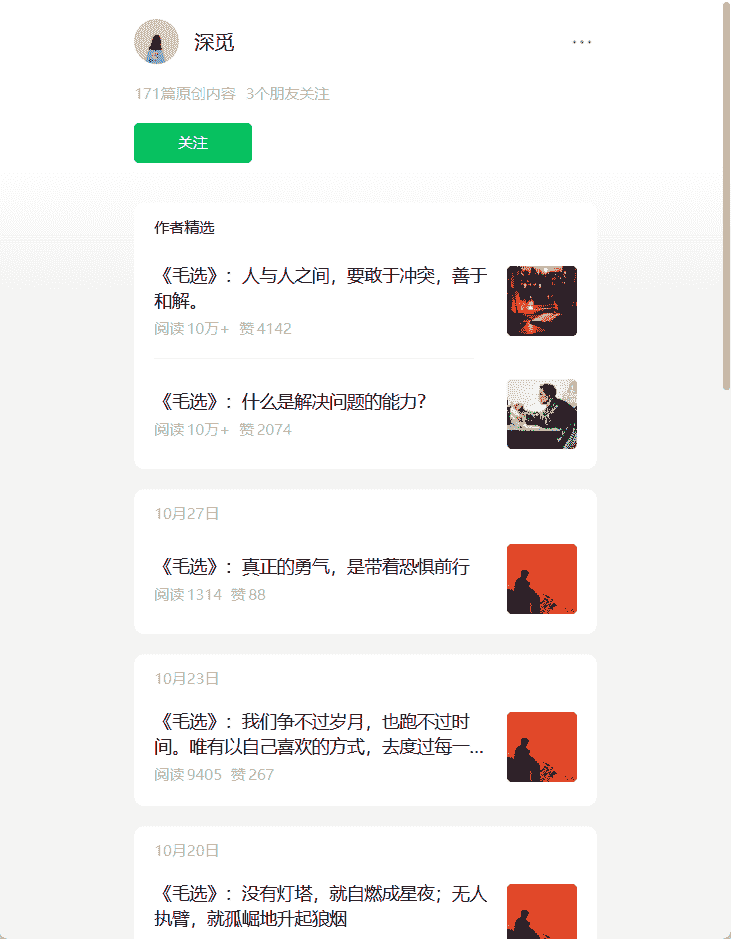 深觅
171篇原创内容 3个朋友关注
关注
作者精选
《毛选》：人与人之间，要敢于冲突，善于
和解。
阅读 10万+ 赞 4142
《毛选》：什么是解决问题的能力？
阅读 10万+ 赞 2074
10月27日
《毛选》：真正的勇气，是带着恐惧前行
阅读 1314 赞 88
10月23日
《毛选》：我们争不过岁月，也跑不过时
间。唯有以自己喜欢的方式，去度过每一...
阅读 9405 赞 267
10月20日
《毛选》：没有灯塔，就自燃成星夜；无人
执臂，就孤崛地升起狼烟